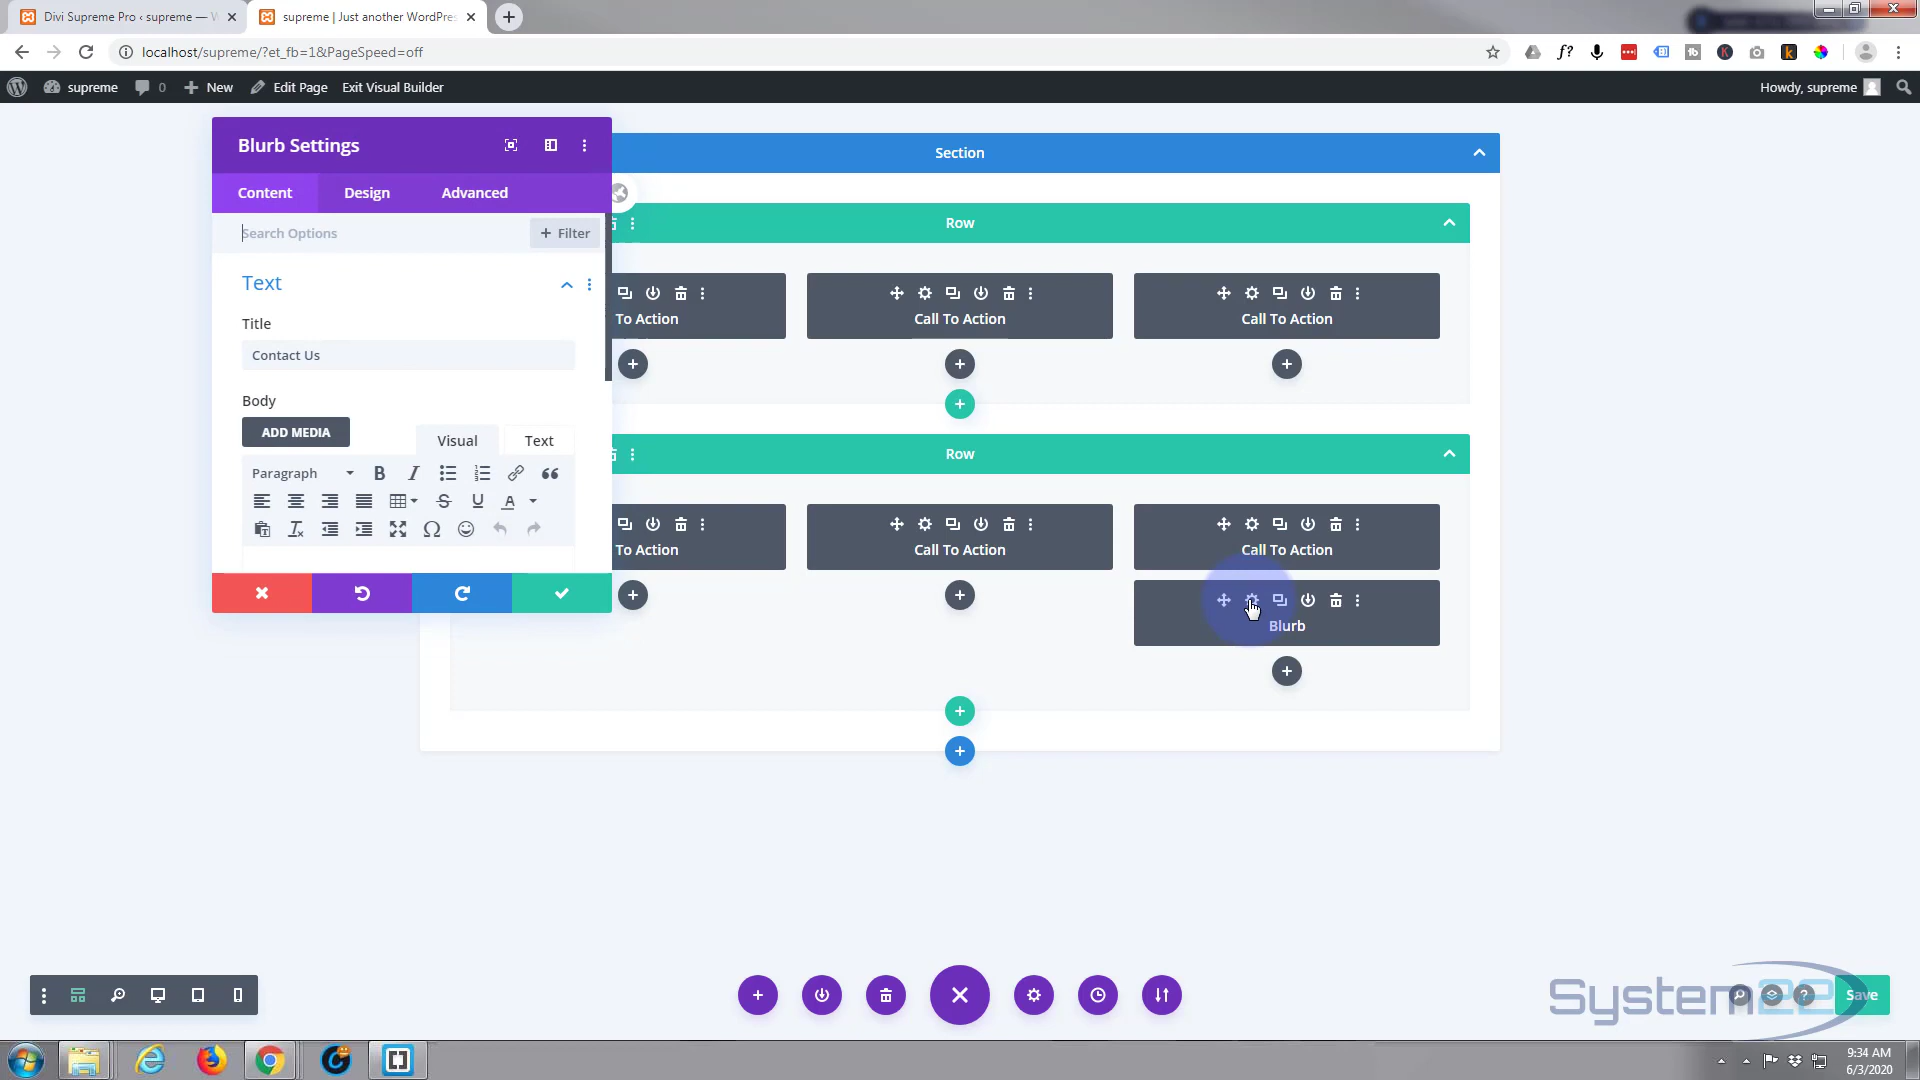 Divi Supreme Pro ‹ supreme — W
supreme | Just another WordPres
localhost/supreme/?et_fb=1&PageSpeed=off
supreme
0
New
Edit Page
Exit Visual Builder
Howdy, supreme
Blurb Settings
Section
Content
Design
Advanced
Search Options
Filter
Row
Text
To Action
Call To Action
Call To Action
Title
Contact Us
Body
ADD MEDIA
Visual
Text
Row
Paragraph
To Action
Call To Action
Call To Action
Blurb
System22
Save
9:34 AM
6/3/2020